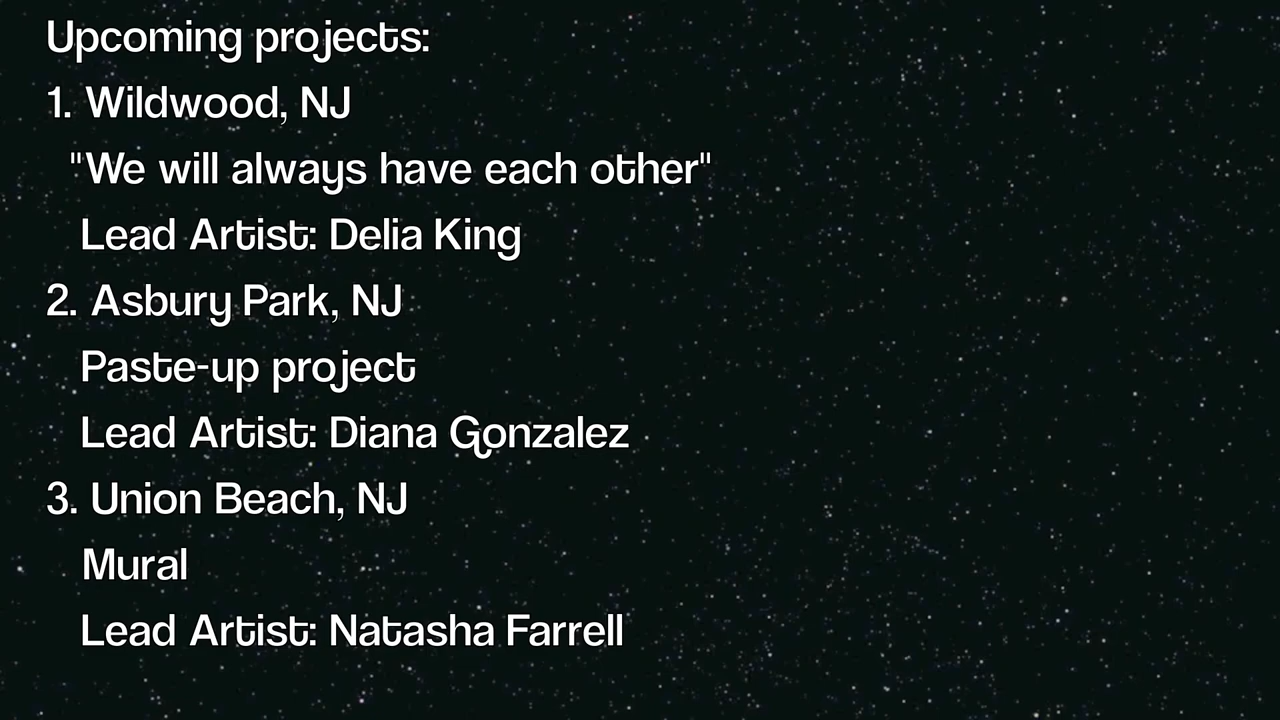 Upcoming projects:
1. Wildwood, NJ
"We will always have each other"
Lead Artist: Delia King
2. Asbury Park, NJ
Paste-up project
Lead Artist: Diana Gonzalez
3. Union Beach, NJ
Mural
Lead Artist: Natasha Farrell